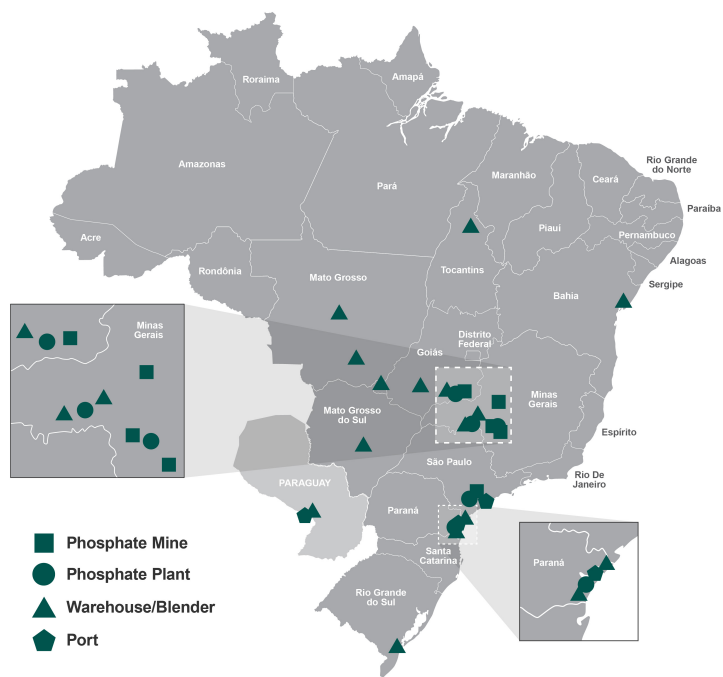 Roraima
Amapá
Amazonas
Pará
Maranhão
Ceará
Rio Grande
do Norte
Paraiba
Piauí
Pernambuco
Acre
Alagoas
Rondônia
Mato Grosso
Tocantins
Sergipe
Bahia
Distrito
Federal
Goiás
Minas
Gerais
Minas
Gerais
Mato Grosso
do Sul
Espírito
São Paulo
Rio De
Janeiro
PARAGUAY
Paraná
Santa
Catarina
Paraná
Rio Grande
do Sul
Phosphate Mine
Phosphate Plant
Warehouse/Blender
Port